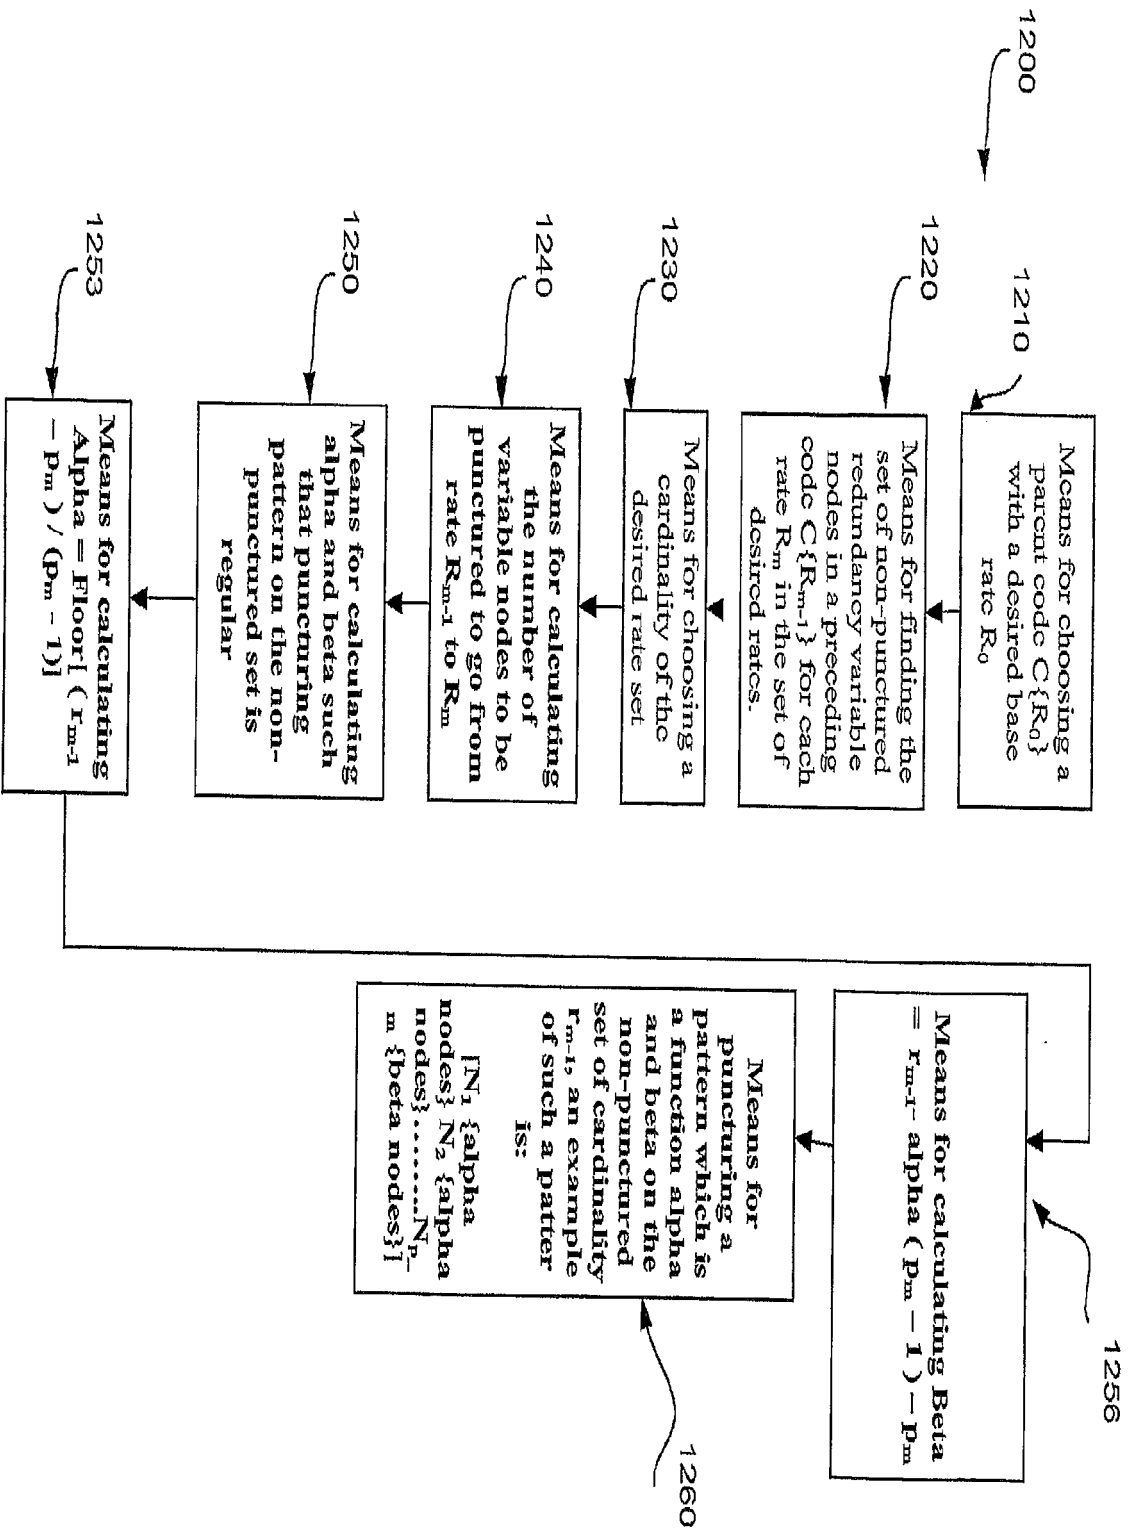 1200
1210
Means for choosing a
parent code C{R₀}
with a desired base
rate R₀
1220
Means for finding the
set of non-punctured
redundancy variable
nodes in a preceding
code C{Rₘ₋₁} for each
rate Rₘ in the set of
desired rates.
1230
Means for choosing a
cardinality of the
desired rate set
1240
Means for calculating
the number of
variable nodes to be
punctured to go from
rate Rₘ₋₁ to Rₘ
1250
Means for calculating
alpha and beta such
that puncturing
pattern on the non-
punctured set is
regular
1253
Means for calculating
Alpha = Floor[ ( rₘ₋₁
– pₘ ) / (pₘ – 1)]
1256
Means for calculating Beta
= rₘ₋₁- alpha ( pₘ – 1 ) – pₘ
1260
Means for
puncturing a
pattern which is
a function alpha
and beta on the
non-punctured
set of cardinality
rₘ₋₁, an example
of such a patter
is:
[N₁ {alpha
nodes} N₂ {alpha
nodes}........N_p_
m {beta nodes}]